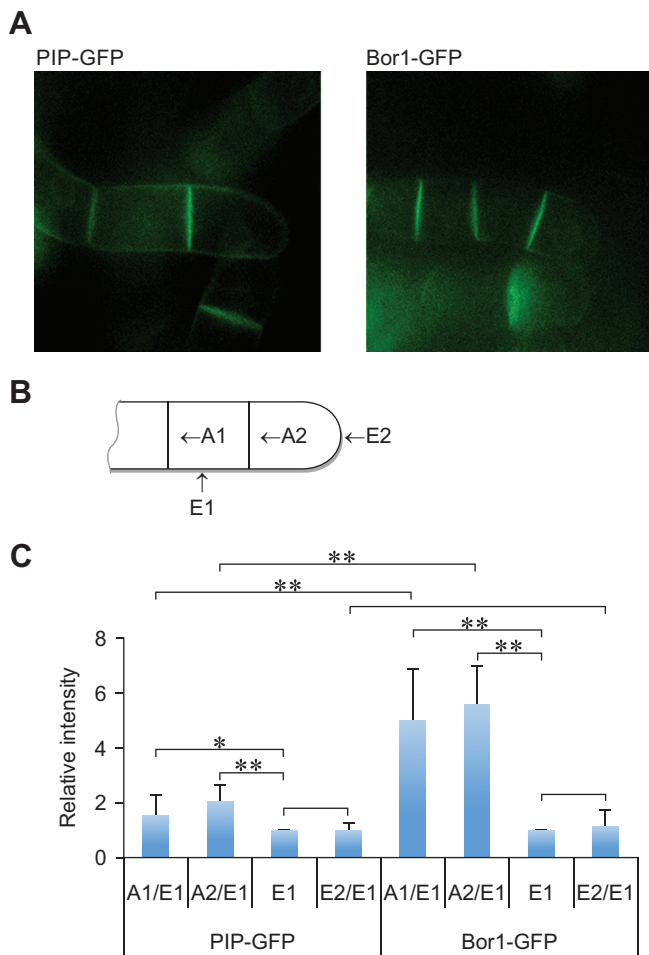 A
PIP-GFP Bor1-GFP
B
←A1 ←A2 ←E2
↑
E1
C
**
**
8
**
**
6
Relative intensity
4
*
**
2
0
A1/E1 A2/E1 E1 E2/E1 A1/E1 A2/E1 E1 E2/E1
PIP-GFP Bor1-GFP